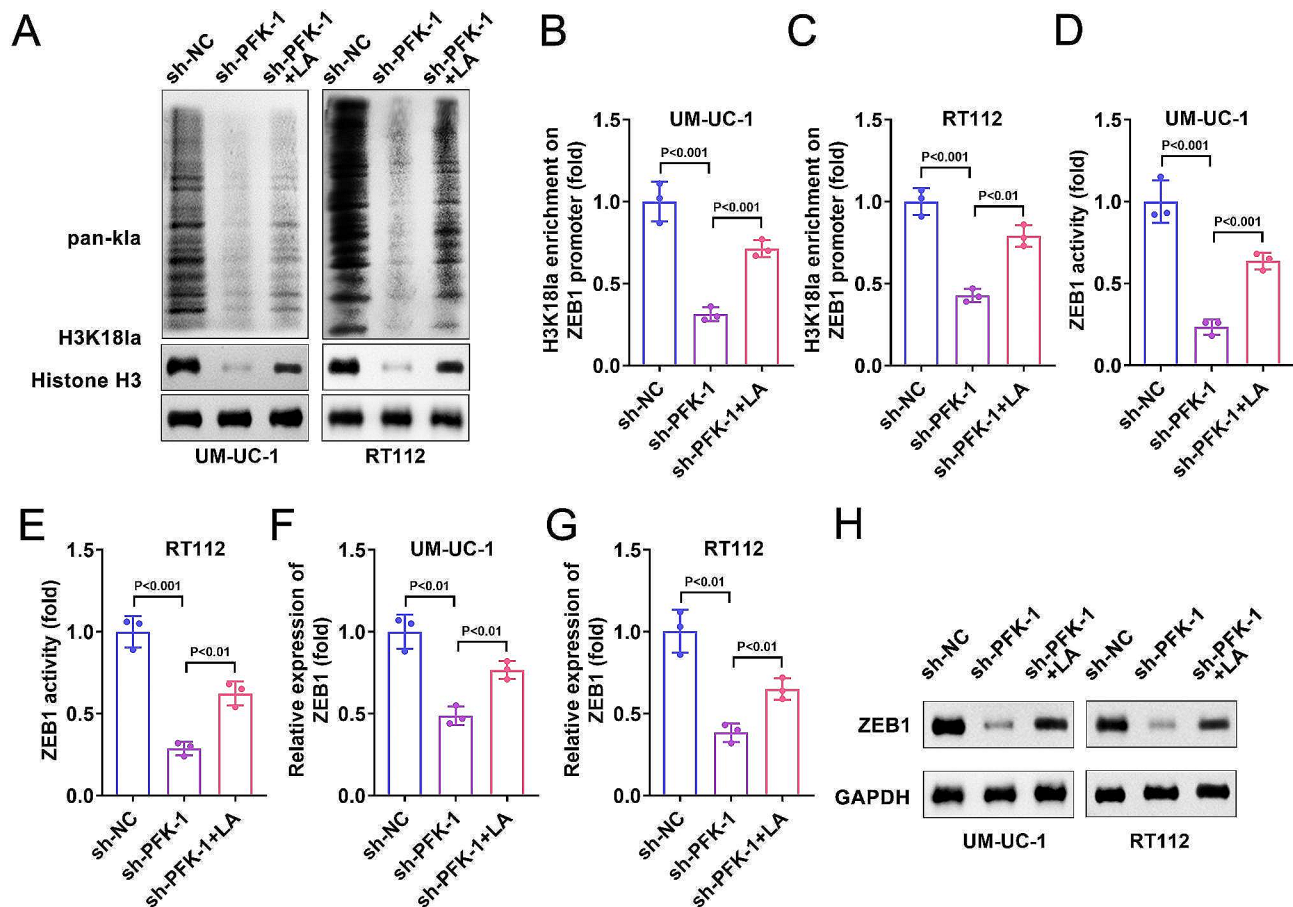 A
sh-NC
sh-PFK-1
sh-PFK-1
+LA
sh-NC
sh-PFK-1
sh-PFK-1
+LA
pan-kla
H3K18la
Histone H3
UM-UC-1
RT112
B
UM-UC-1
H3K18la enrichment on
ZEB1 promoter (fold)
1.5
1.0
0.5
0.0
P<0.001
P<0.001
sh-NC
sh-PFK-1
sh-PFK-1+LA
C
RT112
H3K18la enrichment on
ZEB1 promoter (fold)
1.5
1.0
0.5
0.0
P<0.001
P<0.01
sh-NC
sh-PFK-1
sh-PFK-1+LA
D
UM-UC-1
ZEB1 activity (fold)
1.5
1.0
0.5
0.0
P<0.001
P<0.001
sh-NC
sh-PFK-1
sh-PFK-1+LA
E
RT112
ZEB1 activity (fold)
1.5
1.0
0.5
0.0
P<0.001
P<0.01
sh-NC
sh-PFK-1
sh-PFK-1+LA
F
UM-UC-1
Relative expression of
ZEB1 (fold)
1.5
1.0
0.5
0.0
P<0.01
P<0.01
sh-NC
sh-PFK-1
sh-PFK-1+LA
G
RT112
Relative expression of
ZEB1 (fold)
1.5
1.0
0.5
0.0
P<0.01
P<0.01
sh-NC
sh-PFK-1
sh-PFK-1+LA
H
sh-NC
sh-PFK-1
sh-PFK-1
+LA
sh-NC
sh-PFK-1
sh-PFK-1
+LA
ZEB1
GAPDH
UM-UC-1
RT112